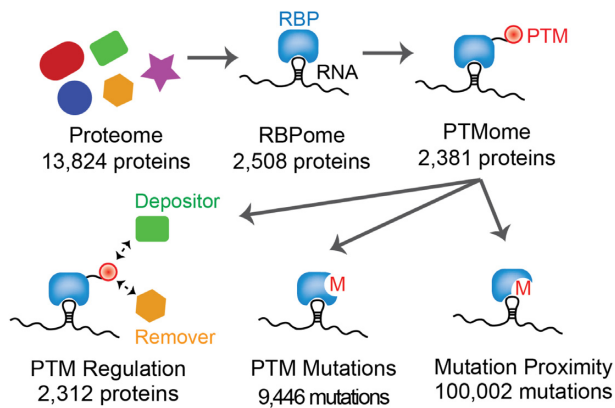 RBP
RNA
PTM
Proteome
13,824 proteins
RBPome
2,508 proteins
PTMome
2,381 proteins
Depositor
Remover
PTM Regulation
2,312 proteins
M
PTM Mutations
9,446 mutations
M
Mutation Proximity
100,002 mutations